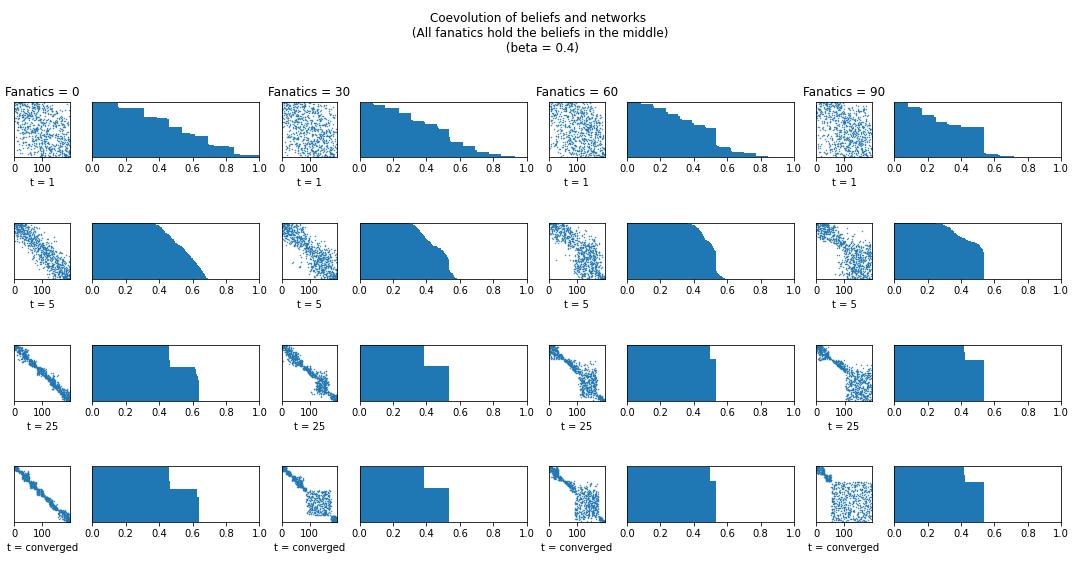 Coevolution of beliefs and networks
(All fanatics hold the beliefs in the middle)
(beta = 0.4)
Fanatics = 0 Fanatics = 30 Fanatics = 60 Fanatics = 90
0 100 0.0 0.2 0.4 0.6 0.8 1.0 0 100 0.0 0.2 0.4 0.6 0.8 1.0 0 100 0.0 0.2 0.4 0.6 0.8 1.0 0 100 0.0 0.2 0.4 0.6 0.8 1.0
t = 1 t = 1 t = 1 t = 1
0 100 0.0 0.2 0.4 0.6 0.8 1.0 0 100 0.0 0.2 0.4 0.6 0.8 1.0 0 100 0.0 0.2 0.4 0.6 0.8 1.0 0 100 0.0 0.2 0.4 0.6 0.8 1.0
t = 5 t = 5 t = 5 t = 5
0 100 0.0 0.2 0.4 0.6 0.8 1.0 0 100 0.0 0.2 0.4 0.6 0.8 1.0 0 100 0.0 0.2 0.4 0.6 0.8 1.0 0 100 0.0 0.2 0.4 0.6 0.8 1.0
t = 25 t = 25 t = 25 t = 25
0 100 0.0 0.2 0.4 0.6 0.8 1.0 0 100 0.0 0.2 0.4 0.6 0.8 1.0 0 100 0.0 0.2 0.4 0.6 0.8 1.0 0 100 0.0 0.2 0.4 0.6 0.8 1.0
t = converged t = converged t = converged t = converged